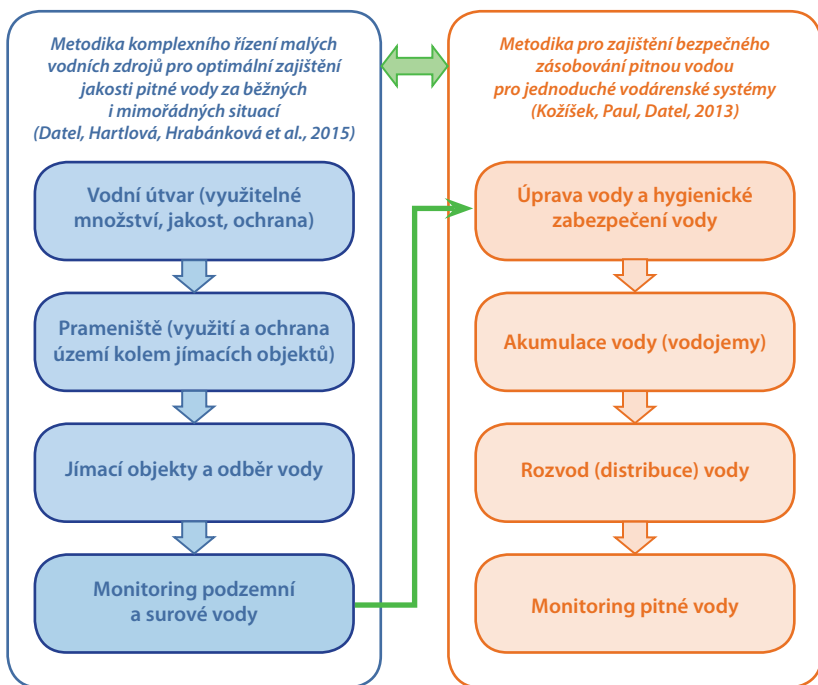 Metodika komplexního řízení malých
vodních zdrojů pro optimální zajištění
jakosti pitné vody za běžných
i mimořádných situací
(Datel, Hartlová, Hrabánková et al., 2015)
Vodní útvar (využitelné
množství, jakost, ochrana)
Prameniště (využití a ochrana
území kolem jímacích objektů)
Jímací objekty a odběr vody
Monitoring podzemní
a surové vody
Metodika pro zajištění bezpečného
zásobování pitnou vodou
pro jednoduché vodárenské systémy
(Kožíšek, Paul, Datel, 2013)
Úprava vody a hygienické
zabezpečení vody
Akumulace vody (vodojemy)
Rozvod (distribuce) vody
Monitoring pitné vody